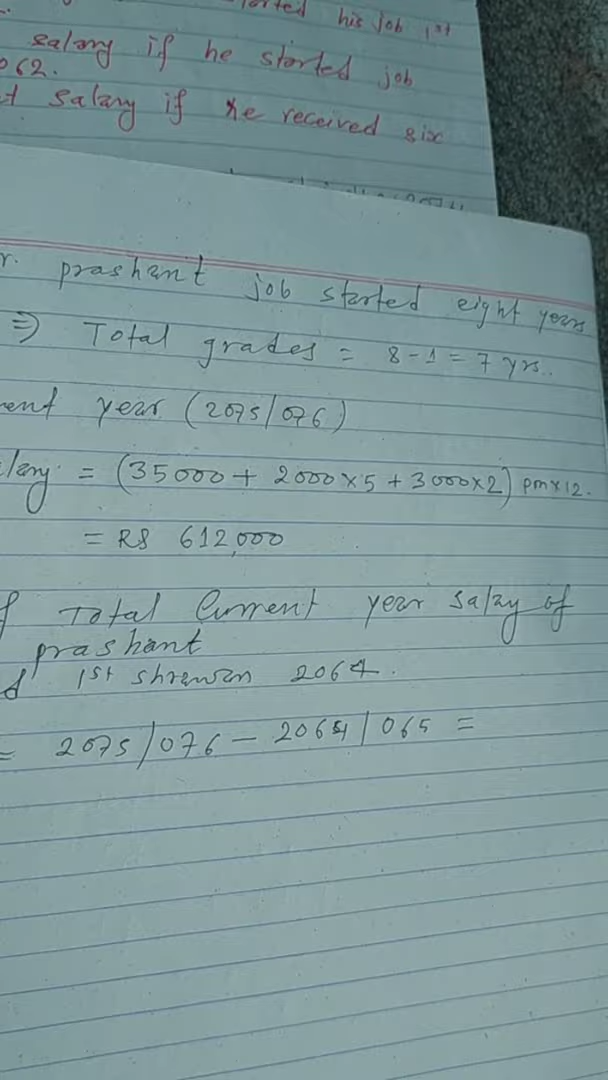 his job 1st
salary if he started job
062.
salary if he received six
prashant job started eight years
⇒ Total grades = 8-1 = 7 yrs.
year (2075/076)
= (35000 + 2000×5 + 3000×2) pm×12.
= RS 612,000
Total Current year salay of
prashant
1st shrawan 2064.
= 2075/076 - 2064/065 =